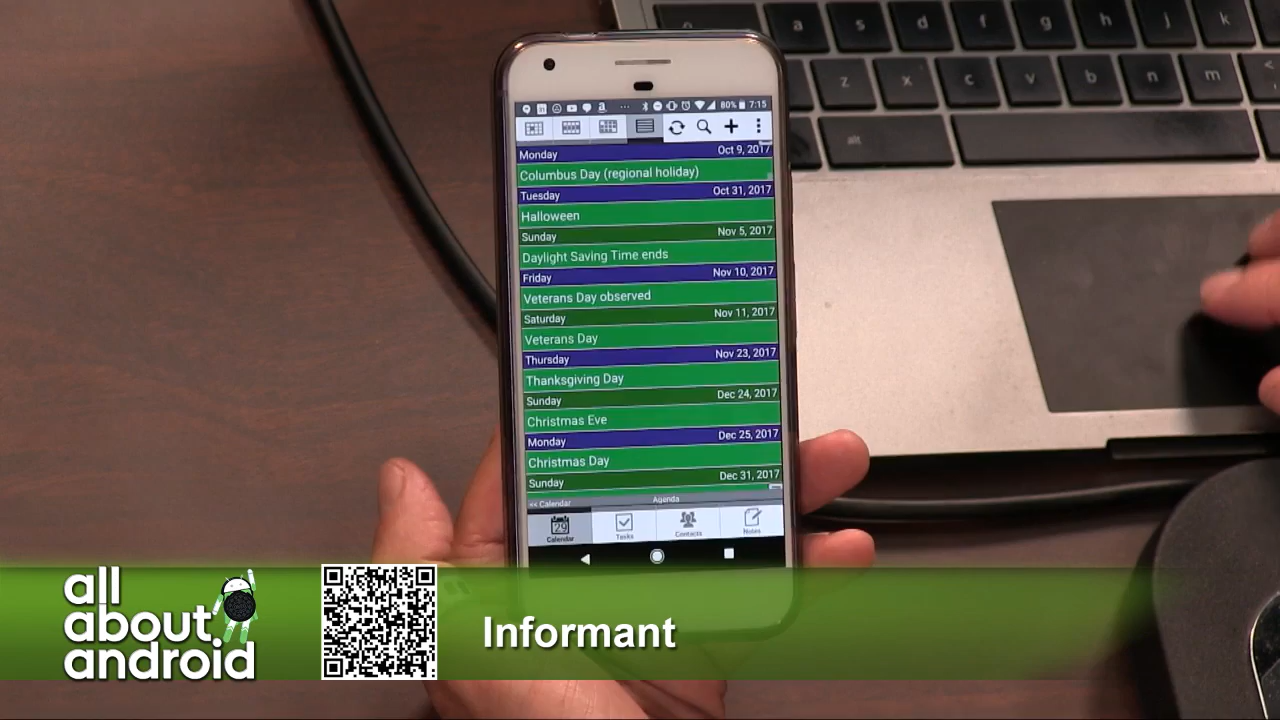 a s d f g h j k
z x c v b n m <
alt
80% 7:15
Monday Oct 9, 2017
Columbus Day (regional holiday)
Tuesday Oct 31, 2017
Halloween
Sunday Nov 5, 2017
Daylight Saving Time ends
Friday Nov 10, 2017
Veterans Day observed
Saturday Nov 11, 2017
Veterans Day
Thursday Nov 23, 2017
Thanksgiving Day
Sunday Dec 24, 2017
Christmas Eve
Monday Dec 25, 2017
Christmas Day
Sunday Dec 31, 2017
<< Calendar Agenda
29
Calendar Tasks Contacts Notes
all
about
android
Informant